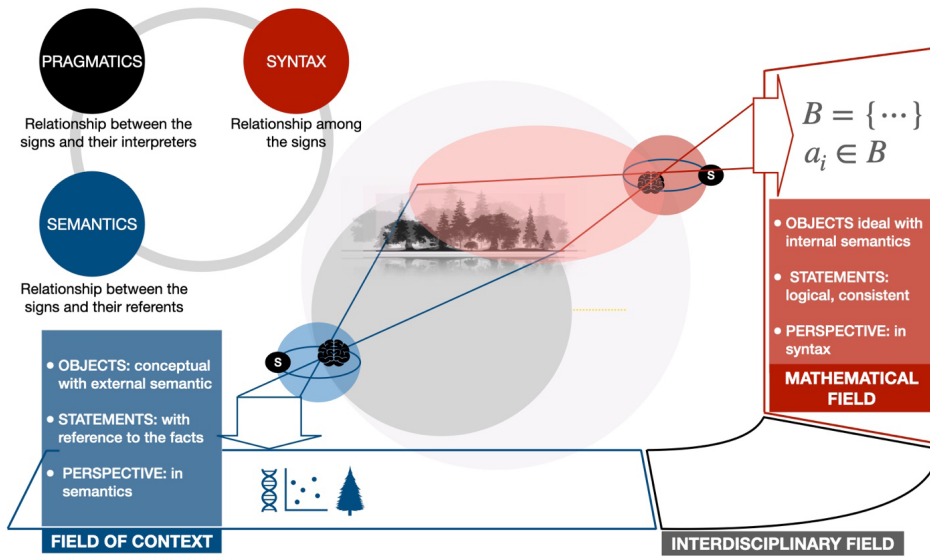 PRAGMATICS
SYNTAX
Relationship between the
signs and their interpreters
Relationship among
the signs
SEMANTICS
Relationship between the
signs and their referents
S
S
B = {⋯}
aᵢ ∈ B
• OBJECTS ideal with
internal semantics
• STATEMENTS:
logical, consistent
• PERSPECTIVE: in
syntax
MATHEMATICAL
FIELD
• OBJECTS: conceptual
with external semantic
• STATEMENTS: with
reference to the facts
• PERSPECTIVE: in
semantics
FIELD OF CONTEXT
INTERDISCIPLINARY FIELD